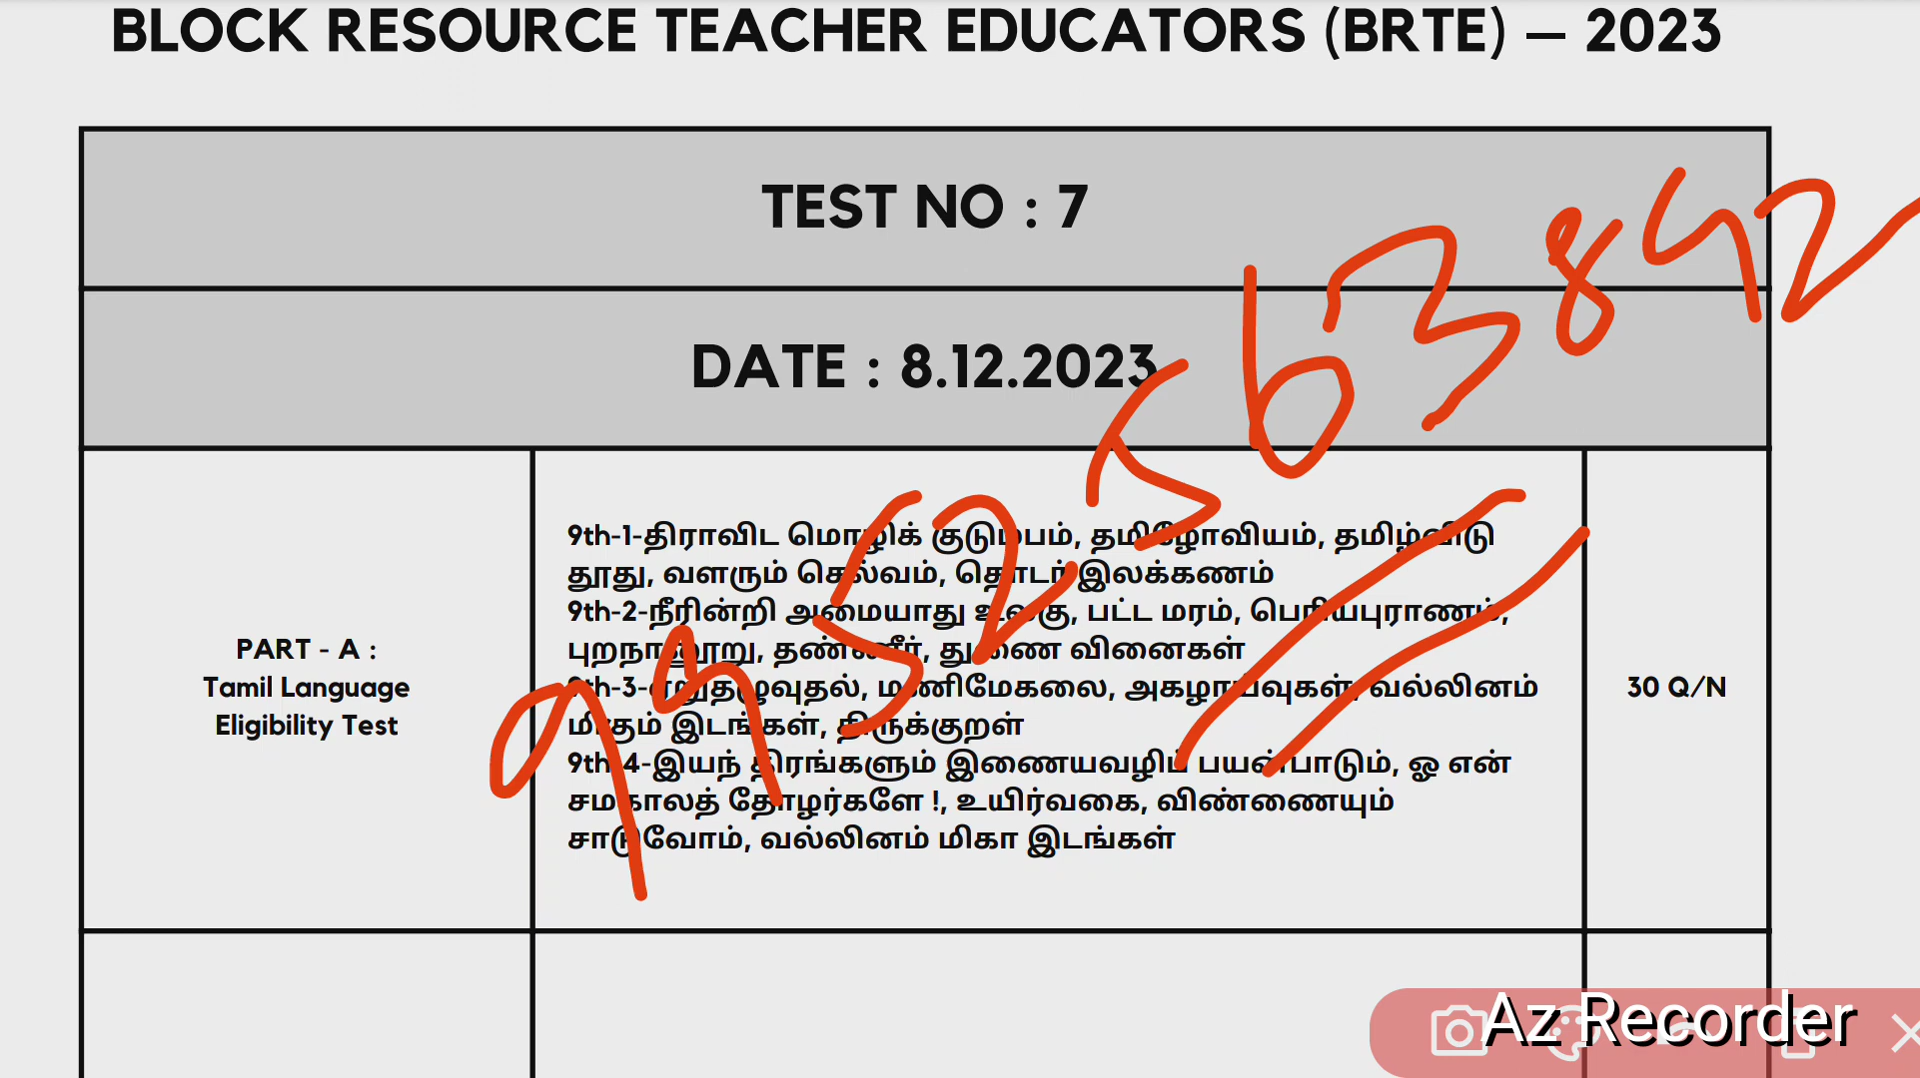 BLOCK RESOURCE TEACHER EDUCATORS (BRTE) — 2023
TEST NO : 7
DATE : 8.12.2023
PART - A :
Tamil Language
Eligibility Test
9th-1-திராவிட மொழிக் குடும்பம், தமிழோவியம், தமிழ்விடு
தூது, வளரும் செல்வம், தொடர் இலக்கணம்
9th-2-நீரின்றி அமையாது உலகு, பட்ட மரம், பெரியபுராணம்,
புறநானூறு, தண்ணீர், துணை வினைகள்
9th-3-ஏறுதழுவுதல், மணிமேகலை, அகழாய்வுகள், வல்லினம்
மிகும் இடங்கள், திருக்குறள்
9th-4-இயந் திரங்களும் இணையவழிப் பயன்பாடும், ஓ என்
சமகாலத் தோழர்களே !, உயிர்வகை, விண்ணையும்
சாடுவோம், வல்லினம் மிகா இடங்கள்
30 Q/N
9952563842
Az Recorder